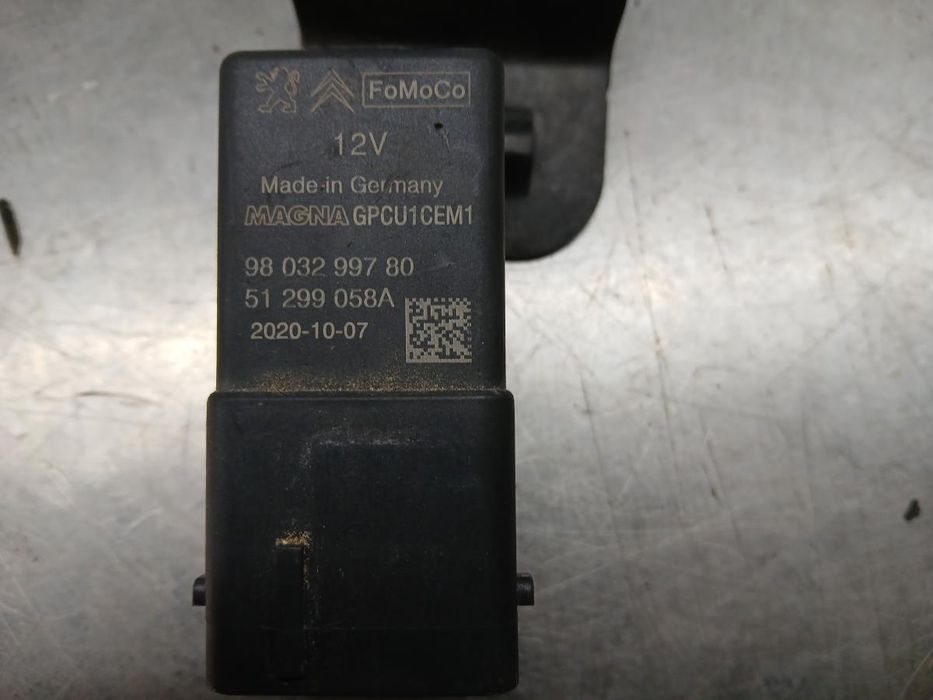 FoMoCo
12V
Made in Germany
MAGNA GPCU1CEM1
98 032 997 80
51 299 058A
2020-10-07